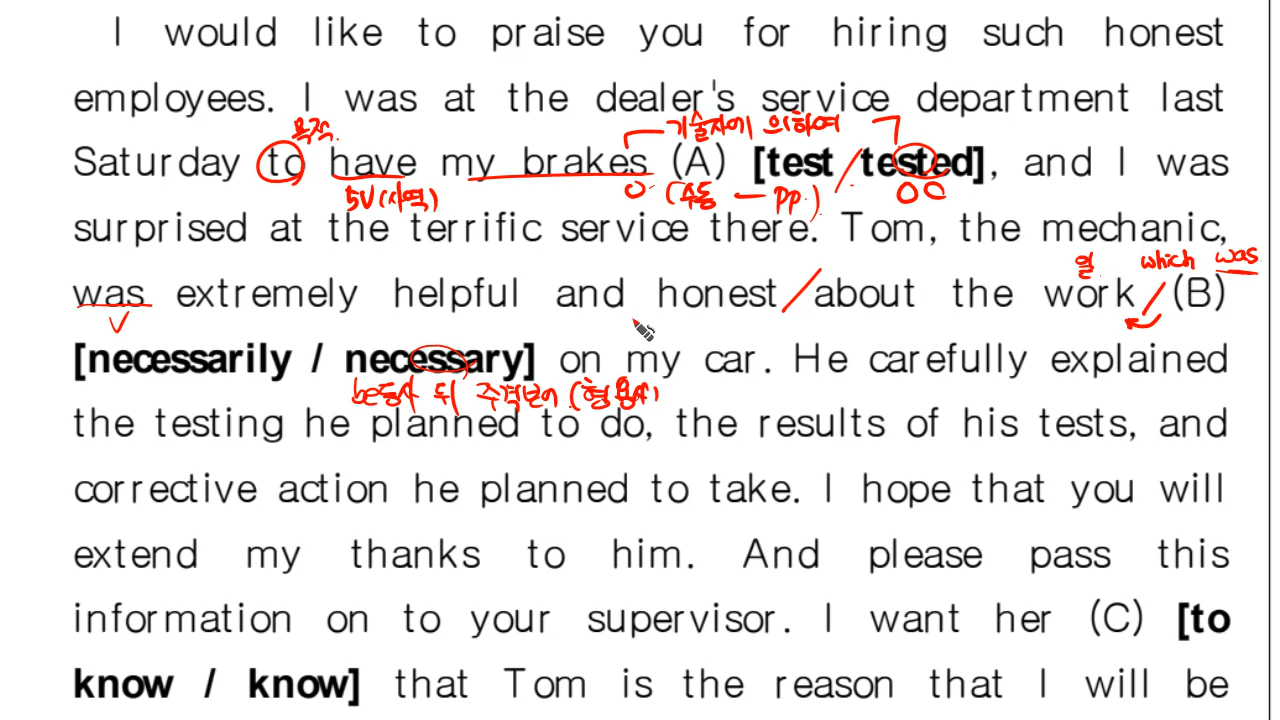 I would like to praise you for hiring such honest
employees. I was at the dealer's service department last
목적
기술자에 의하여
Saturday to have my brakes (A) [test / tested], and I was
5V(사역)
O
(수동 — pp.)
OO
surprised at the terrific service there. Tom, the mechanic,
일
which was
was extremely helpful and honest / about the work / (B)
V
[necessarily / necessary] on my car. He carefully explained
be동사 뒤 주격보어 (형용사
the testing he planned to do, the results of his tests, and
corrective action he planned to take. I hope that you will
extend my thanks to him. And please pass this
information on to your supervisor. I want her (C) [to
know / know] that Tom is the reason that I will be